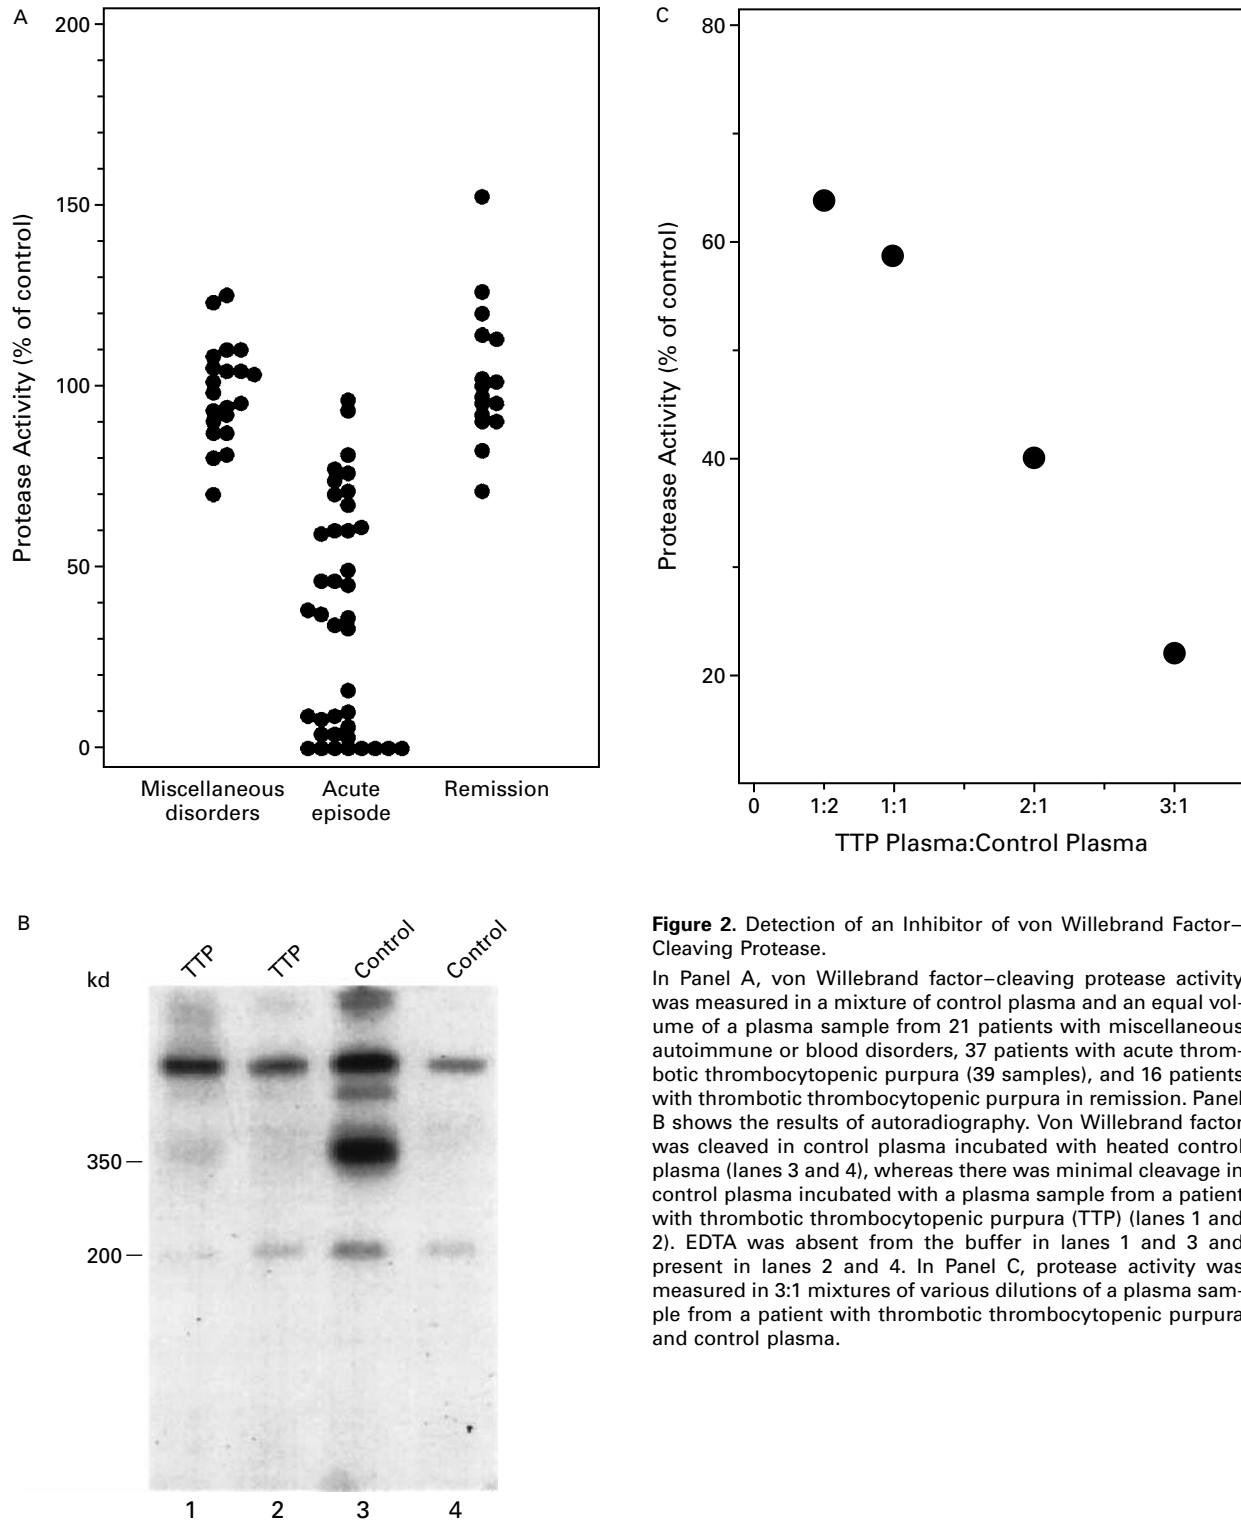 A
200
150
100
50
0
Protease Activity (% of control)
Miscellaneous
disorders
Acute
episode
Remission
C
80
60
40
20
Protease Activity (% of control)
0
1:2
1:1
2:1
3:1
TTP Plasma:Control Plasma
B
kd
TTP
TTP
Control
Control
350
200
1
2
3
4
Figure 2. Detection of an Inhibitor of von Willebrand Factor–
Cleaving Protease.
In Panel A, von Willebrand factor–cleaving protease activity
was measured in a mixture of control plasma and an equal vol-
ume of a plasma sample from 21 patients with miscellaneous
autoimmune or blood disorders, 37 patients with acute throm-
botic thrombocytopenic purpura (39 samples), and 16 patients
with thrombotic thrombocytopenic purpura in remission. Panel
B shows the results of autoradiography. Von Willebrand factor
was cleaved in control plasma incubated with heated control
plasma (lanes 3 and 4), whereas there was minimal cleavage in
control plasma incubated with a plasma sample from a patient
with thrombotic thrombocytopenic purpura (TTP) (lanes 1 and
2). EDTA was absent from the buffer in lanes 1 and 3 and
present in lanes 2 and 4. In Panel C, protease activity was
measured in 3:1 mixtures of various dilutions of a plasma sam-
ple from a patient with thrombotic thrombocytopenic purpura
and control plasma.